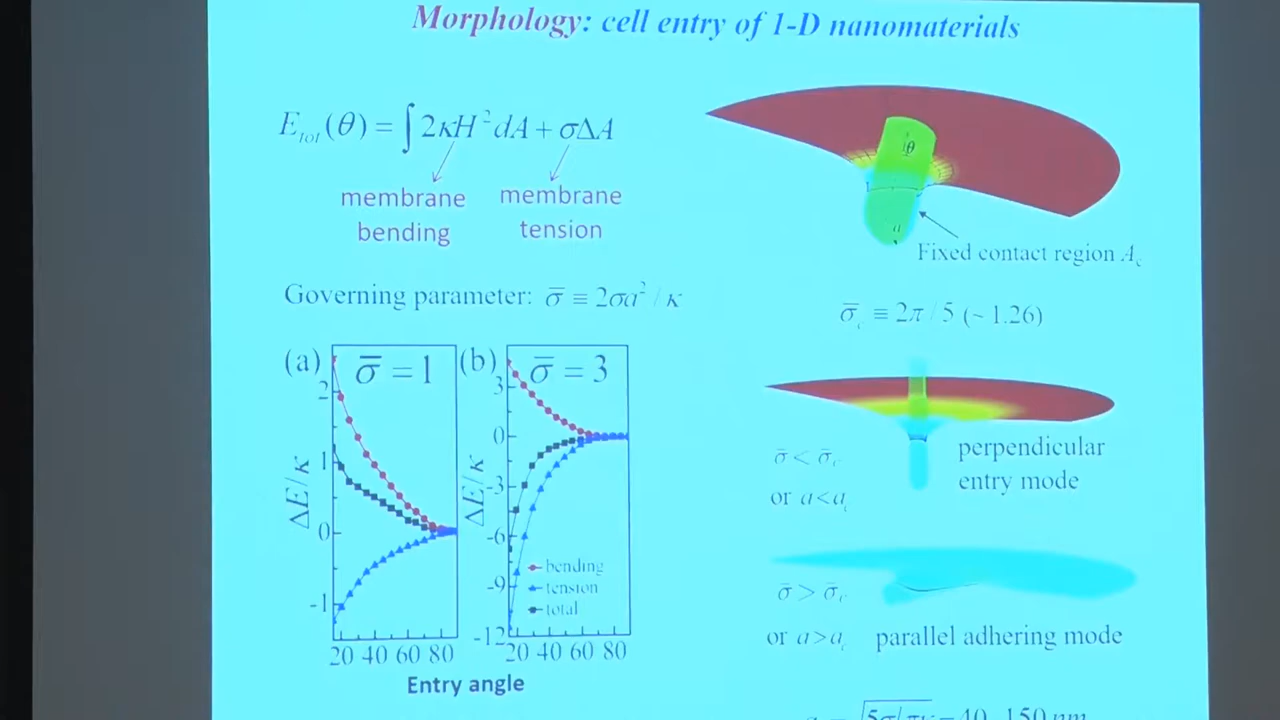 Morphology: cell entry of 1-D nanomaterials
E_tot (θ) = ∫ 2κH² dA + σΔA
membrane bending
membrane tension
θ
a
Fixed contact region A_c
Governing parameter: σ̄ ≡ 2σa² / κ
σ̄_c ≡ 2π / 5 (~ 1.26)
(a) σ̄ = 1
2
1
0
-1
ΔE/κ
20 40 60 80
(b) σ̄ = 3
3
0
-3
-6
-9
-12
ΔE/κ
bending
tension
total
20 40 60 80
Entry angle
σ̄ < σ̄_c
or a<a_c
perpendicular
entry mode
σ̄ > σ̄_c
or a>a_c
parallel adhering mode